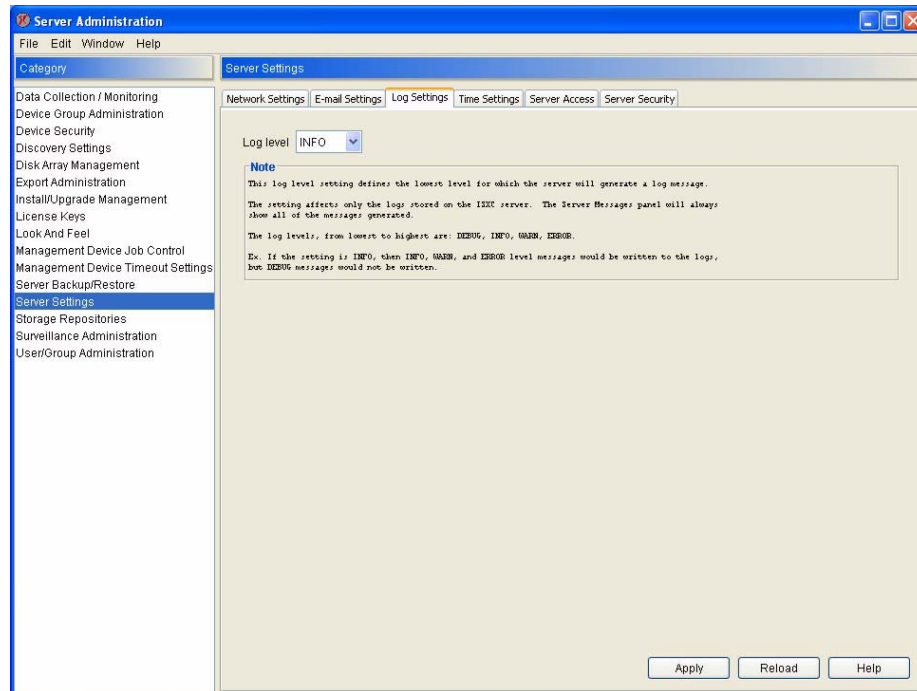 Server Administration
File Edit Window Help
Category
Data Collection / Monitoring
Device Group Administration
Device Security
Discovery Settings
Disk Array Management
Export Administration
Install/Upgrade Management
License Keys
Look And Feel
Management Device Job Control
Management Device Timeout Settings
Server Backup/Restore
Server Settings
Storage Repositories
Surveillance Administration
User/Group Administration
Server Settings
Network Settings E-mail Settings Log Settings Time Settings Server Access Server Security
Log level INFO
Note
This log level setting defines the lowest level for which the server will generate a log message.
The setting affects only the logs stored on the ISXC server. The Server Messages panel will always
show all of the messages generated.
The log levels, from lowest to highest are: DEBUG, INFO, WARN, ERROR.
Ex. If the setting is INFO, then INFO, WARN, and ERROR level messages would be written to the logs,
but DEBUG messages would not be written.
Apply Reload Help